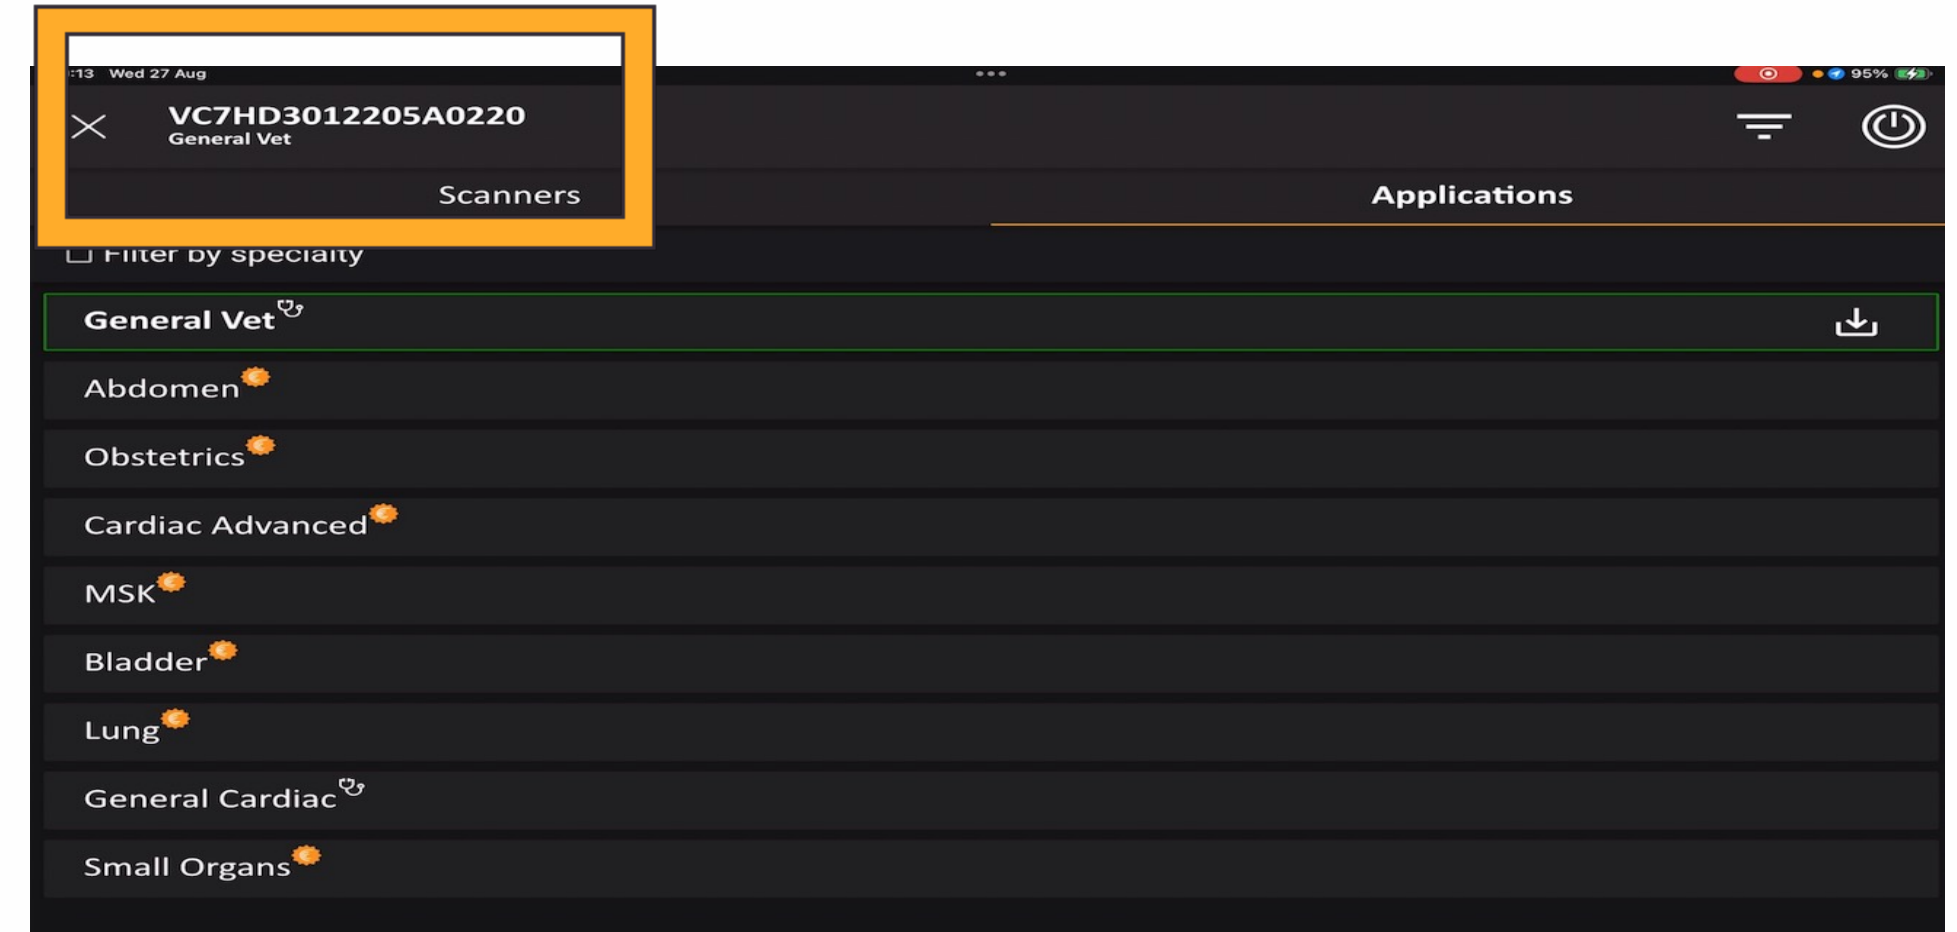 :13 Wed 27 Aug 95%
VC7HD3012205A0220
General Vet
Scanners Applications
Filter by specialty
General Vet
Abdomen
Obstetrics
Cardiac Advanced
MSK
Bladder
Lung
General Cardiac
Small Organs